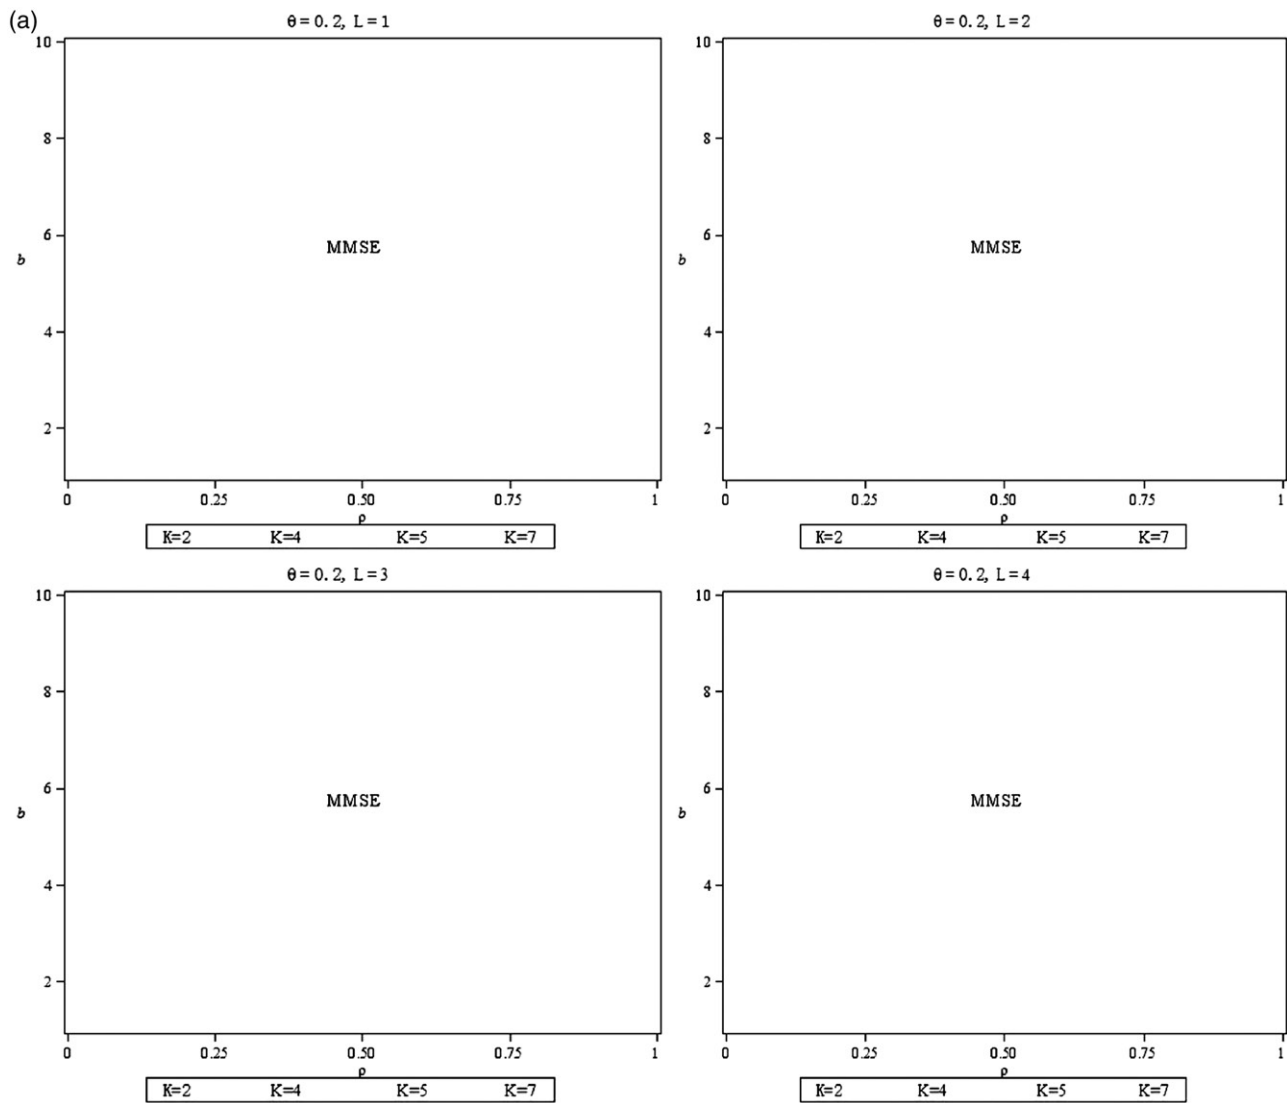 (a)
θ=0.2, L=1
10
8
6
MMSE
b
4
2
0 0.25 0.50 0.75 1
ρ
K=2 K=4 K=5 K=7
θ=0.2, L=2
10
8
6
MMSE
b
4
2
0 0.25 0.50 0.75 1
ρ
K=2 K=4 K=5 K=7
θ=0.2, L=3
10
8
6
MMSE
b
4
2
0 0.25 0.50 0.75 1
ρ
K=2 K=4 K=5 K=7
θ=0.2, L=4
10
8
6
MMSE
b
4
2
0 0.25 0.50 0.75 1
ρ
K=2 K=4 K=5 K=7